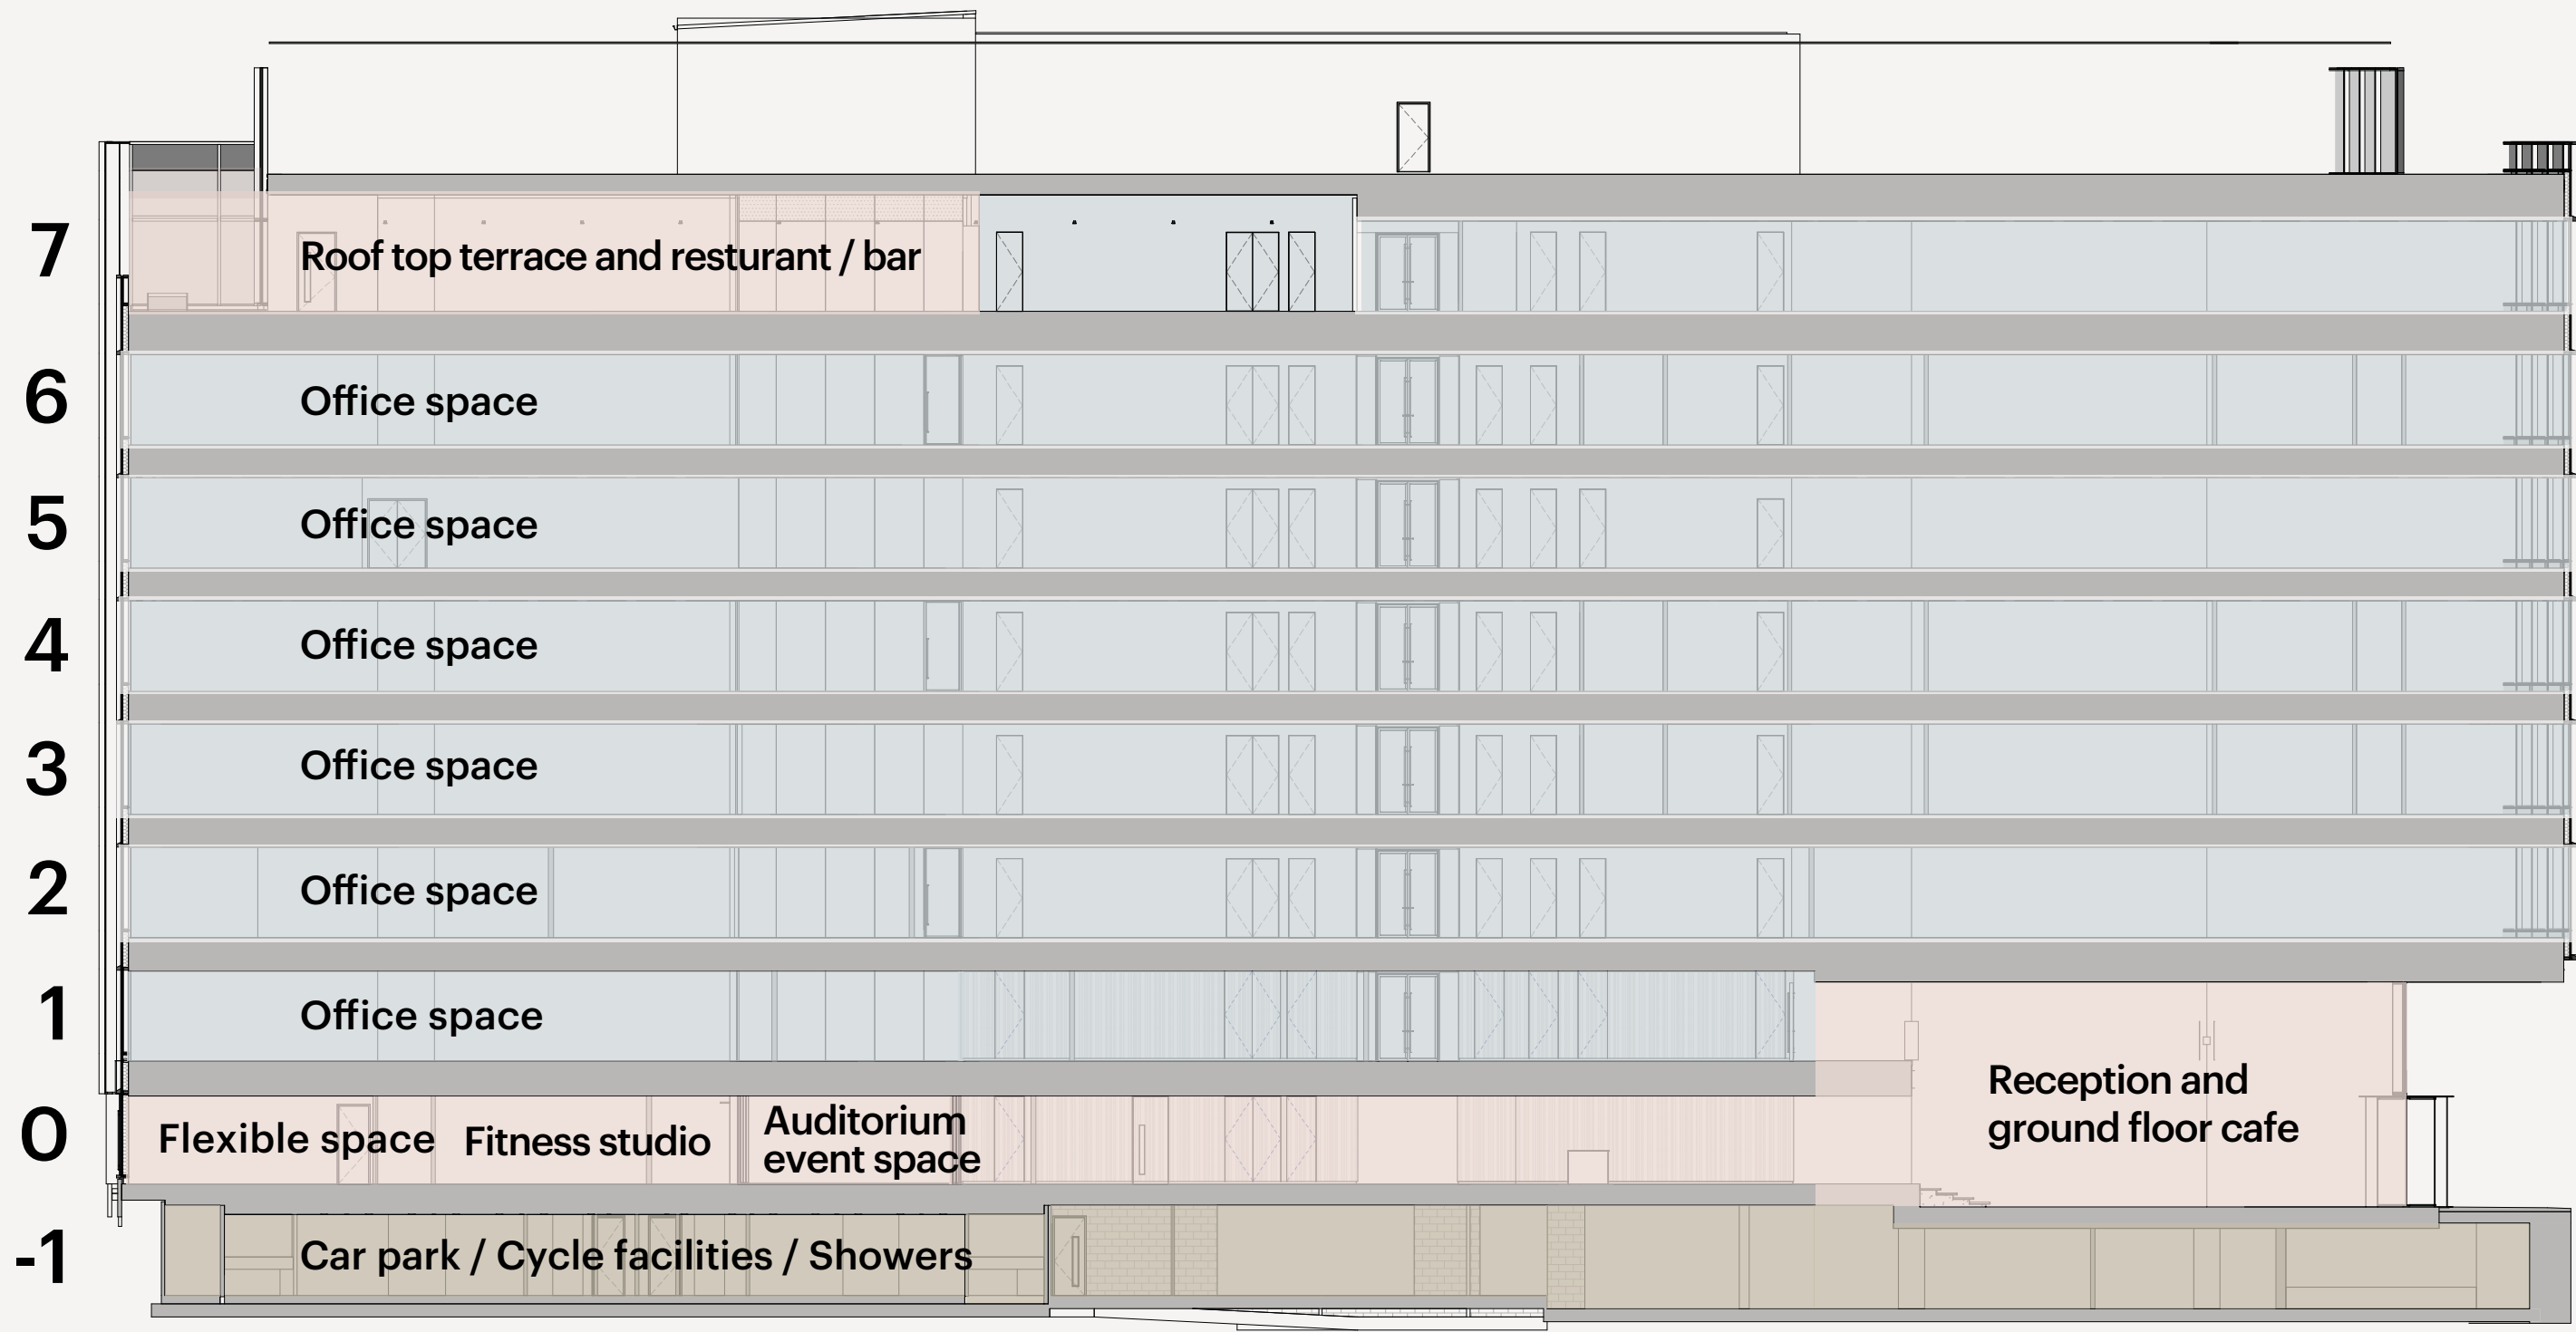 7
Roof top terrace and resturant / bar
6
Office space
5
Office space
4
Office space
3
Office space
2
Office space
1
Office space
Reception and
ground floor cafe
0
Flexible space
Fitness studio
Auditorium
event space
-1
Car park / Cycle facilities / Showers